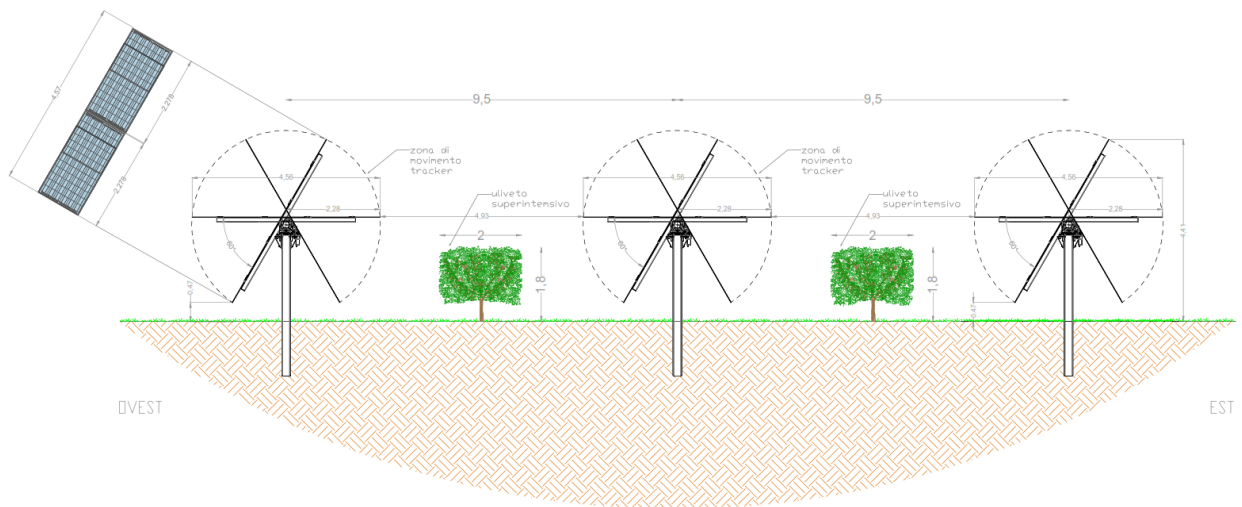 4,57
2,278
2,278
9,5
9,5
zona di
movimento
tracker
zona di
movimento
tracker
4,56
2,28
60°
0,47
uliveto
superintensivo
4,93
2
1,8
4,56
2,28
60°
uliveto
superintensivo
4,93
2
1,8
4,56
2,28
60°
0,47
4,41
OVEST
EST